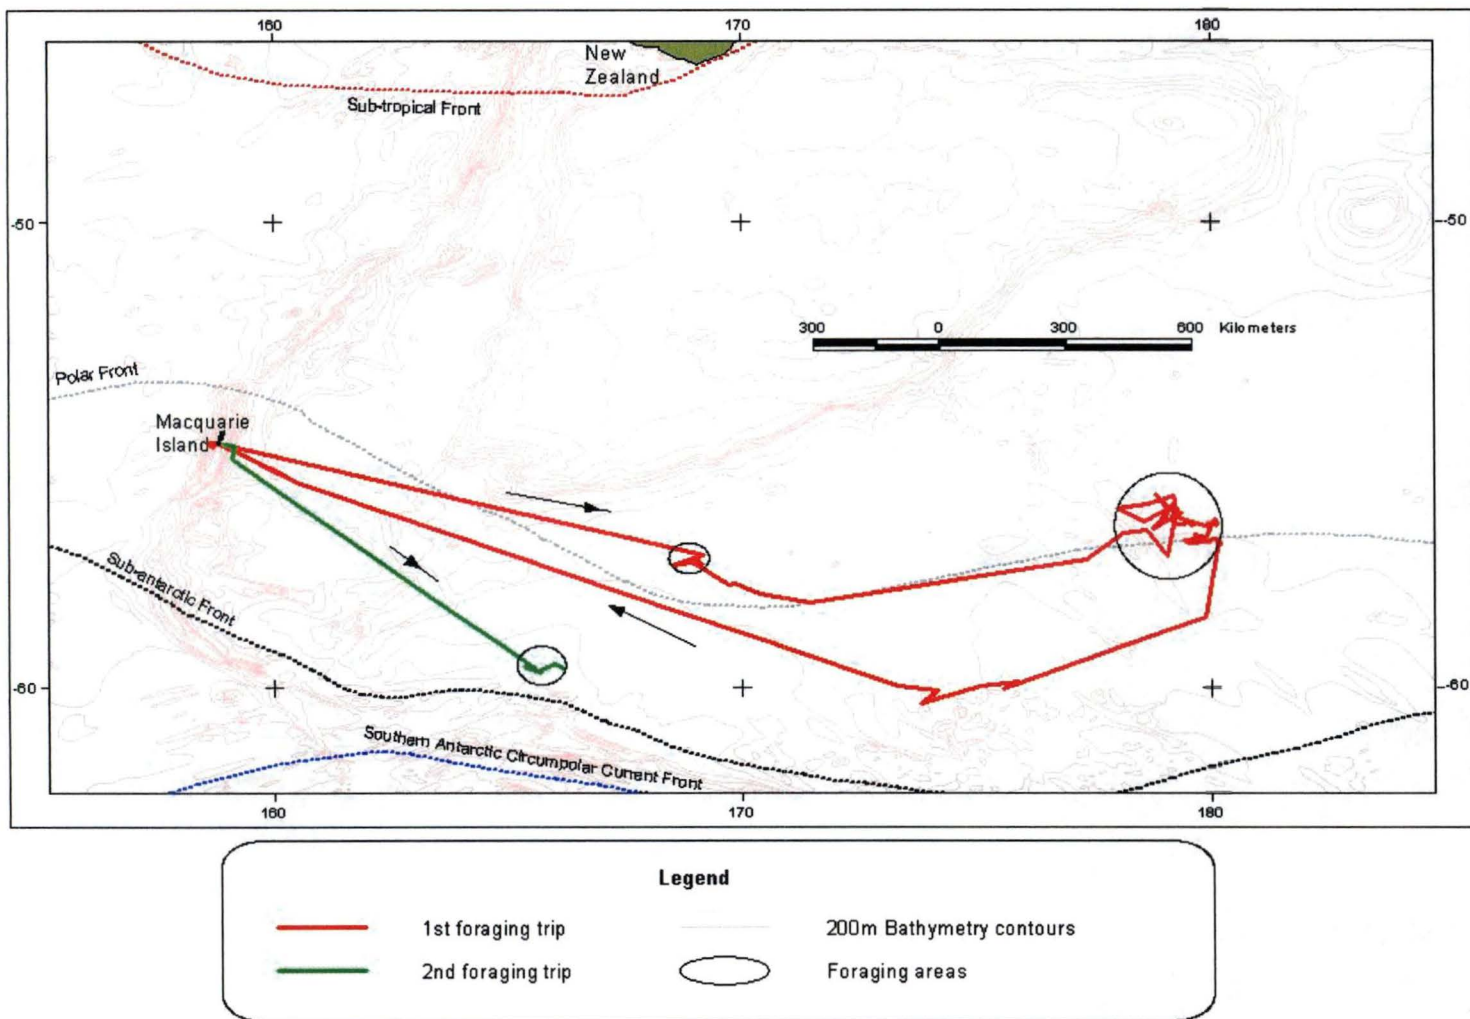 160 170 180
New
Zealand
Sub-tropical Front
-50 -50
300 0 300 600 Kilometers
Polar Front
Macquarie
Island
Sub-antarctic Front
-60 -60
Southern Antarctic Circumpolar Current Front
160 170 180
Legend
1st foraging trip 200m Bathymetry contours
2nd foraging trip Foraging areas